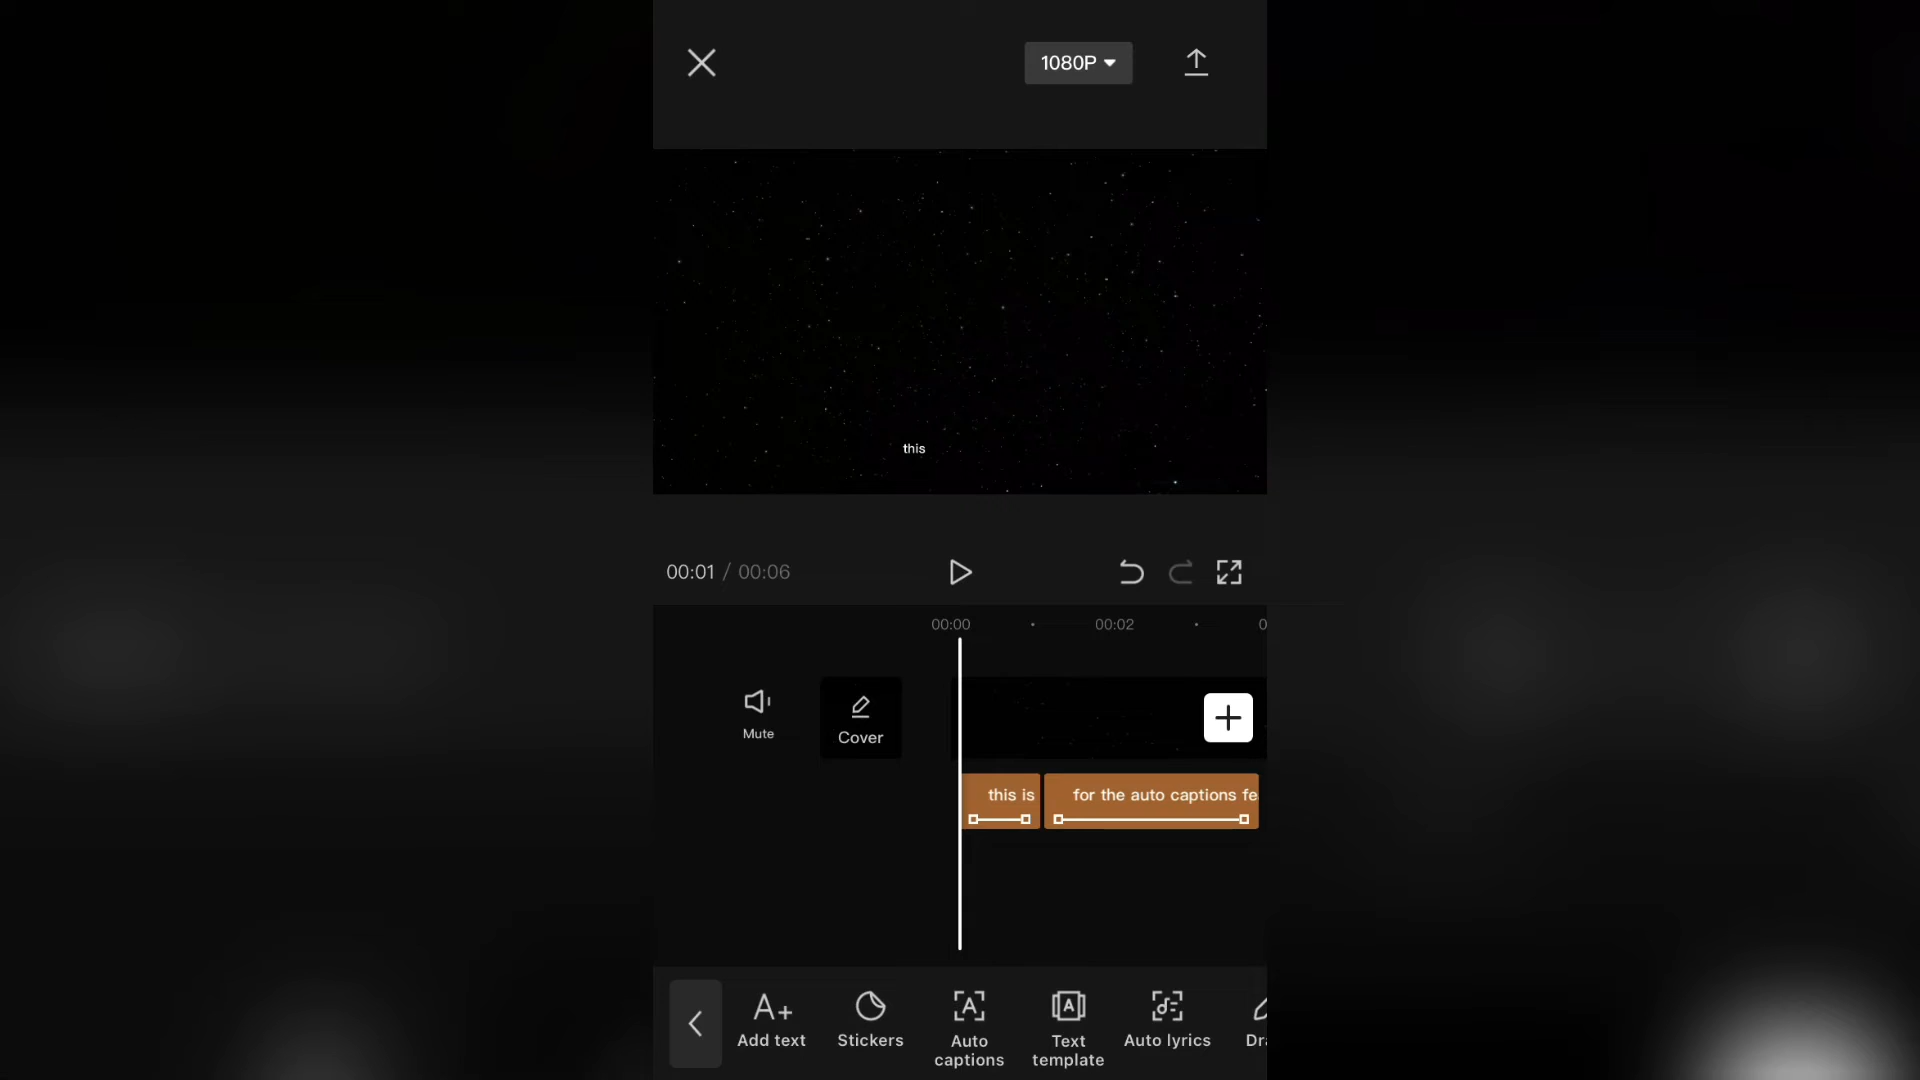 1080P
this
00:01 / 00:06
00:00 00:02
Mute
Cover
this is
for the auto captions fe
Add text
Stickers
Auto
captions
Text
template
Auto lyrics